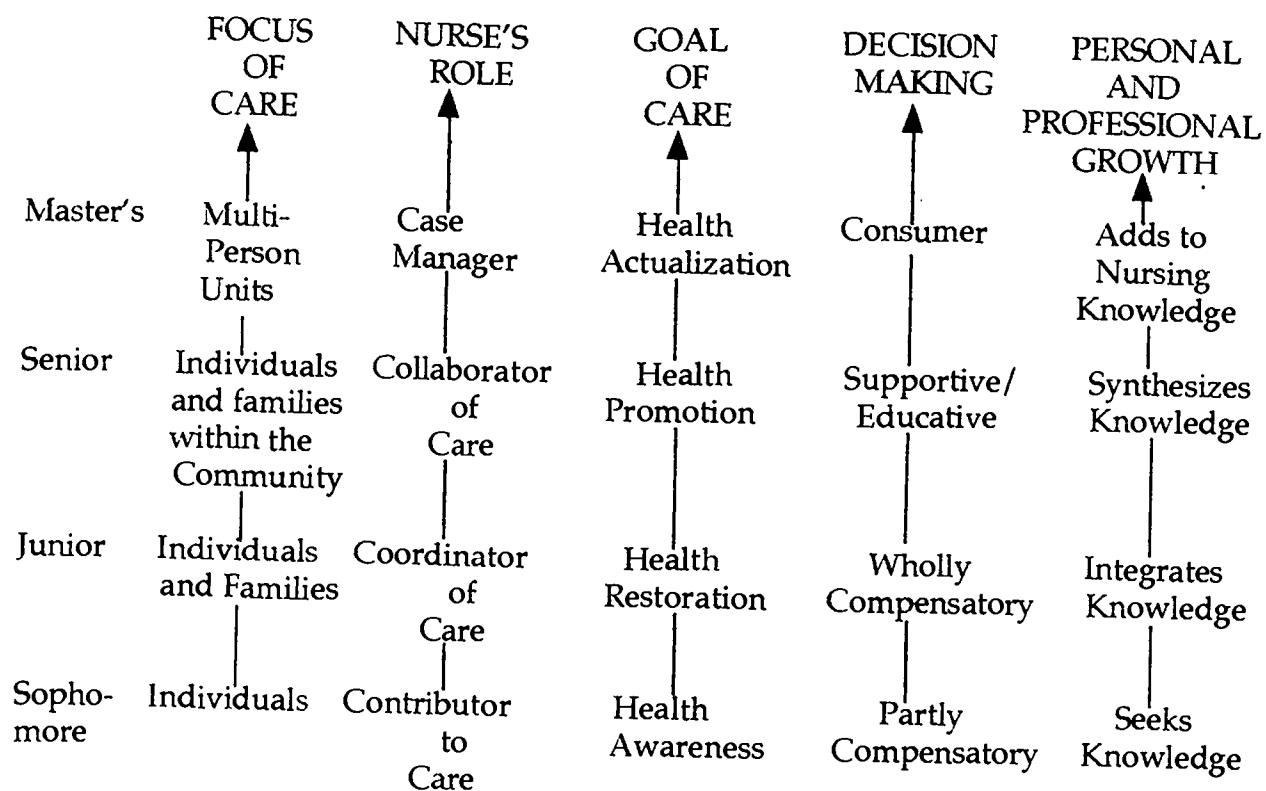 FOCUS
OF
CARE
NURSE'S
ROLE
GOAL
OF
CARE
DECISION
MAKING
PERSONAL
AND
PROFESSIONAL
GROWTH
Master's
Multi-
Person
Units
Case
Manager
Health
Actualization
Consumer
Adds to
Nursing
Knowledge
Senior
Individuals
and families
within the
Community
Collaborator
of
Care
Health
Promotion
Supportive/
Educative
Synthesizes
Knowledge
Junior
Individuals
and Families
Coordinator
of
Care
Health
Restoration
Wholly
Compensatory
Integrates
Knowledge
Sopho-
more
Individuals
Contributor
to
Care
Health
Awareness
Partly
Compensatory
Seeks
Knowledge